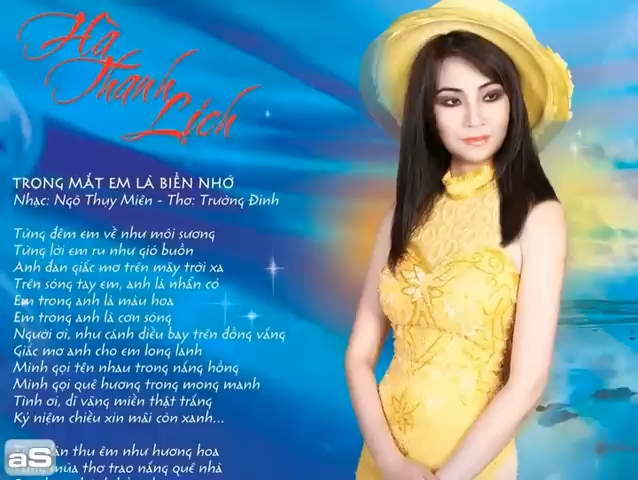 Hà
Thanh
Lịch
TRONG MẮT EM LÀ BIỂN NHỚ
Nhạc: Ngô Thụy Miên - Thơ: Trường Đinh
Từng đêm em về như môi sương
Từng lời em ru như gió buồn
Anh đan giấc mơ trên mây trời xa
Trên sóng tay em, anh là nhẫn cỏ
Em trong anh là màu hoa
Em trong anh là cơn sóng
Người ơi, như cánh diều bay trên đồng vắng
Giấc mơ anh cho em long lanh
Mình gọi tên nhau trong nắng hồng
Mình gọi quê hương trong mong manh
Tình ơi, dĩ vãng miền thật trắng
Kỷ niệm chiều xin mãi còn xanh...
thu êm như hương hoa
mùa thơ trao nắng quê nhà
aS